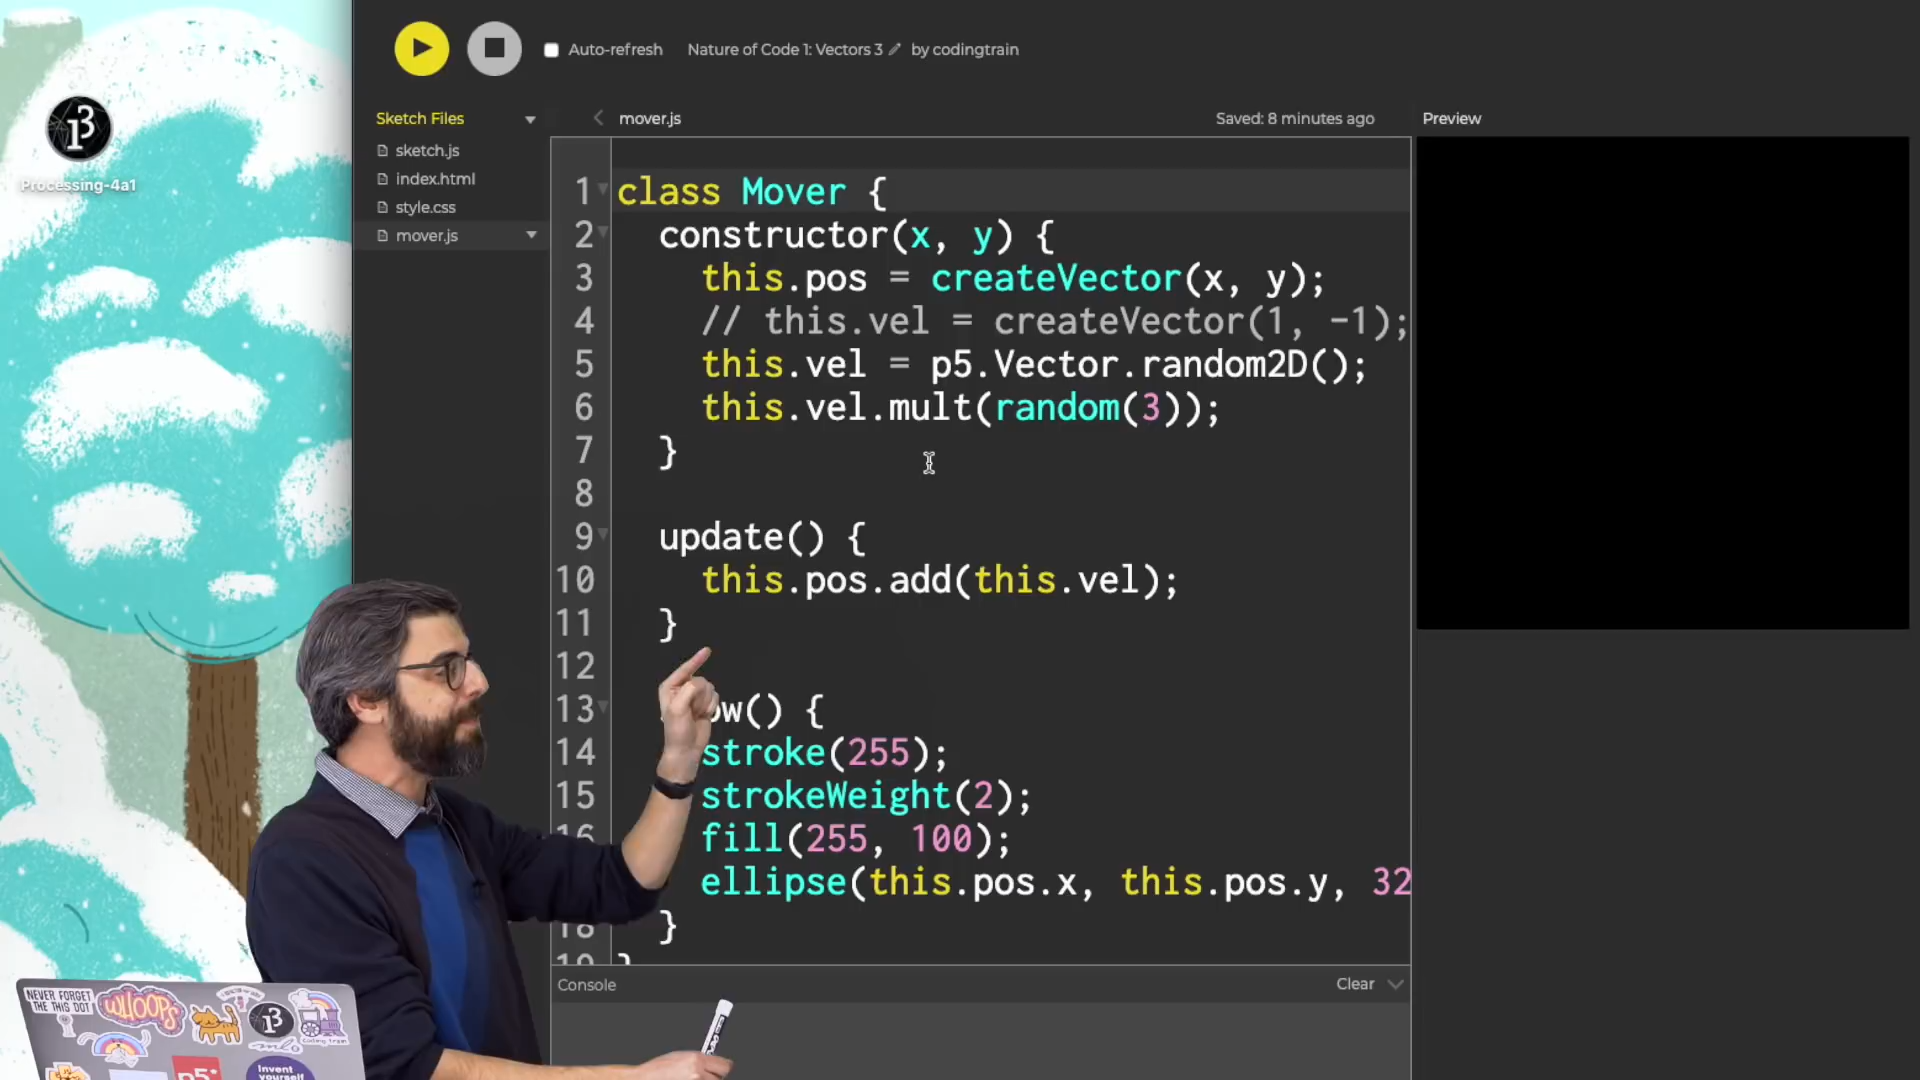 Auto-refresh
Nature of Code 1: Vectors 3
by codingtrain
Sketch Files
mover.js
Saved: 8 minutes ago
Preview
sketch.js
index.html
style.css
mover.js
Processing-4a1
1 class Mover {
2 constructor(x, y) {
3 this.pos = createVector(x, y);
4 // this.vel = createVector(1, -1);
5 this.vel = p5.Vector.random2D();
6 this.vel.mult(random(3));
7 }
8
9 update() {
10 this.pos.add(this.vel);
11 }
12
13 ow() {
14 stroke(255);
15 strokeWeight(2);
16 fill(255, 100);
ellipse(this.pos.x, this.pos.y, 32
18 }
19 }
Console
Clear
NEVER FORGET
THE THIS DOT
WHOOPS
coding train
p5*
Invent
yourself